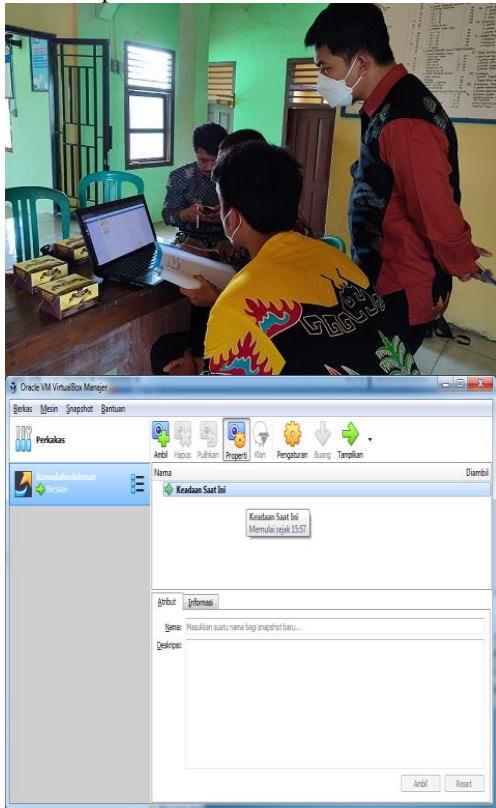 Oracle VM VirtualBox Manajer
Berkas Mesin Snapshot Bantuan
Perkakas
Ambil Hapus Pulihkan Properti Klon Pengaturan Buang Tampilkan
Ramadahanlukman
Berjalan
Nama Diambil
Keadaan Saat Ini
Keadaan Saat Ini
Memulai sejak 15:57
Atribut Informasi
Nama: Masukkan suatu nama bagi snapshot baru....
Deskripsi:
Ambil Reset